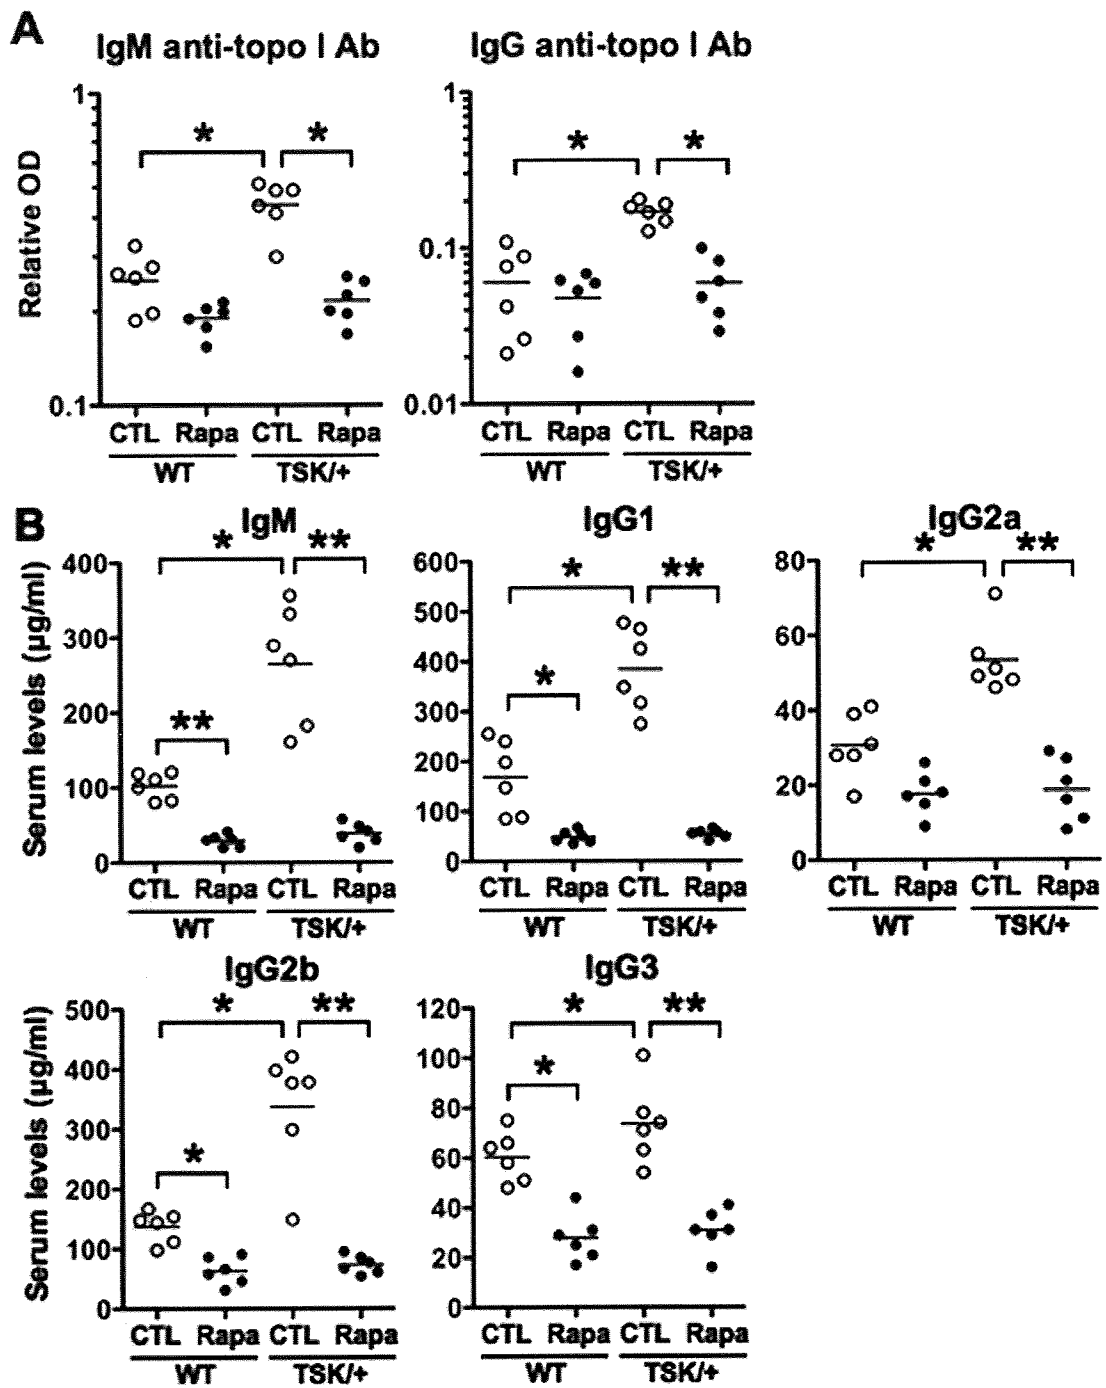 A
IgM anti-topo I Ab
IgG anti-topo I Ab
Relative OD
1
0.1
1
0.1
0.01
* * * *
CTL Rapa CTL Rapa
WT TSK/+
CTL Rapa CTL Rapa
WT TSK/+
B
IgM
IgG1
IgG2a
Serum levels (µg/ml)
400
300
200
100
0
* ** **
CTL Rapa CTL Rapa
WT TSK/+
600
500
400
300
200
100
0
* ** *
CTL Rapa CTL Rapa
WT TSK/+
80
60
40
20
0
* **
CTL Rapa CTL Rapa
WT TSK/+
IgG2b
IgG3
Serum levels (µg/ml)
500
400
300
200
100
0
* ** *
CTL Rapa CTL Rapa
WT TSK/+
120
100
80
60
40
20
0
* ** *
CTL Rapa CTL Rapa
WT TSK/+